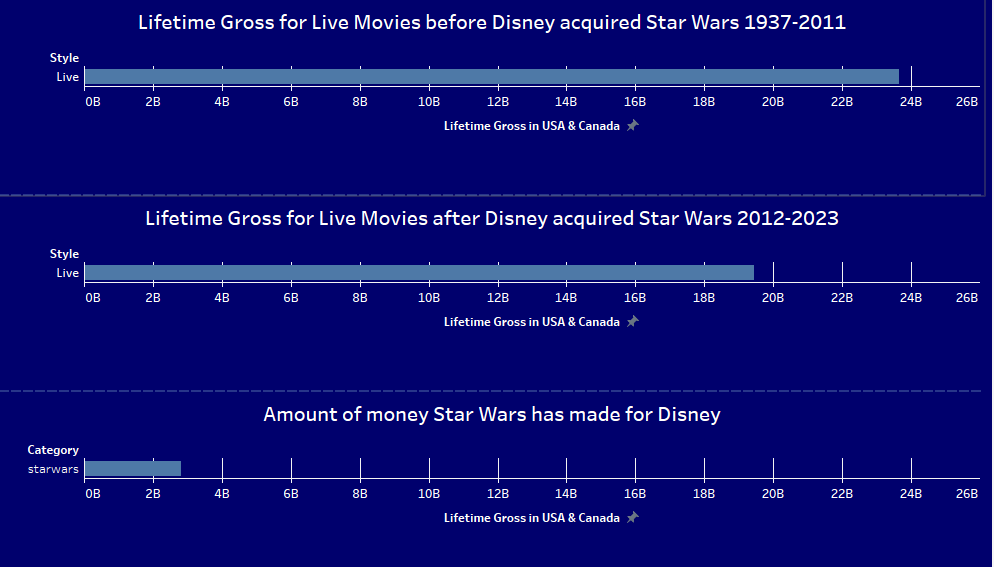 Lifetime Gross for Live Movies before Disney acquired Star Wars 1937-2011
Style
Live
0B 2B 4B 6B 8B 10B 12B 14B 16B 18B 20B 22B 24B 26B
Lifetime Gross in USA & Canada
Lifetime Gross for Live Movies after Disney acquired Star Wars 2012-2023
Style
Live
0B 2B 4B 6B 8B 10B 12B 14B 16B 18B 20B 22B 24B 26B
Lifetime Gross in USA & Canada
Amount of money Star Wars has made for Disney
Category
starwars
0B 2B 4B 6B 8B 10B 12B 14B 16B 18B 20B 22B 24B 26B
Lifetime Gross in USA & Canada